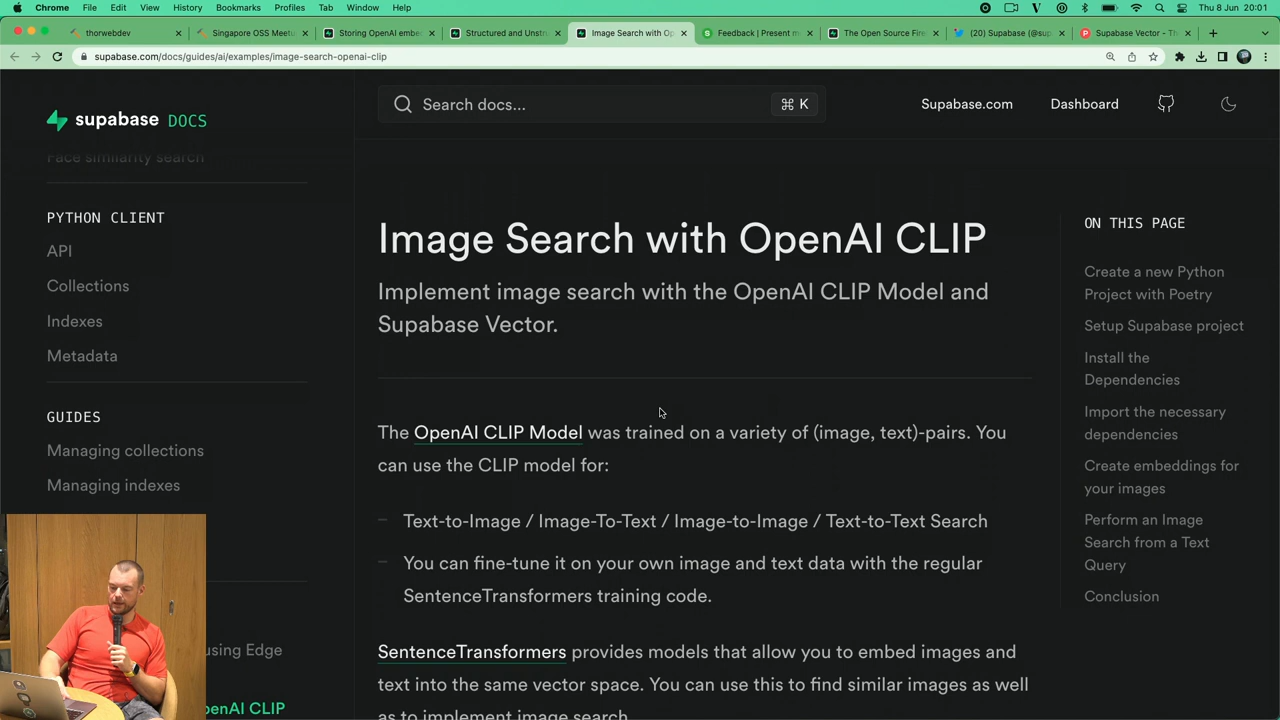 Chrome File Edit View History Bookmarks Profiles Tab Window Help Thu 8 Jun 20:01
thorwebdev
Singapore OSS Meetu
Storing OpenAI embe
Structured and Unstr
Image Search with Op
Feedback | Present m
The Open Source Fire
(20) Supabase (@sup
Supabase Vector - Th
supabase.com/docs/guides/ai/examples/image-search-openai-clip
supabase DOCS
Search docs...
⌘ K
Supabase.com
Dashboard
Face similarity search
PYTHON CLIENT
API
Collections
Indexes
Metadata
GUIDES
Managing collections
Managing indexes
using Edge
penAI CLIP
Image Search with OpenAI CLIP
Implement image search with the OpenAI CLIP Model and
Supabase Vector.
The OpenAI CLIP Model was trained on a variety of (image, text)-pairs. You
can use the CLIP model for:
Text-to-Image / Image-To-Text / Image-to-Image / Text-to-Text Search
You can fine-tune it on your own image and text data with the regular
SentenceTransformers training code.
SentenceTransformers provides models that allow you to embed images and
text into the same vector space. You can use this to find similar images as well
as to implement image search.
ON THIS PAGE
Create a new Python
Project with Poetry
Setup Supabase project
Install the
Dependencies
Import the necessary
dependencies
Create embeddings for
your images
Perform an Image
Search from a Text
Query
Conclusion